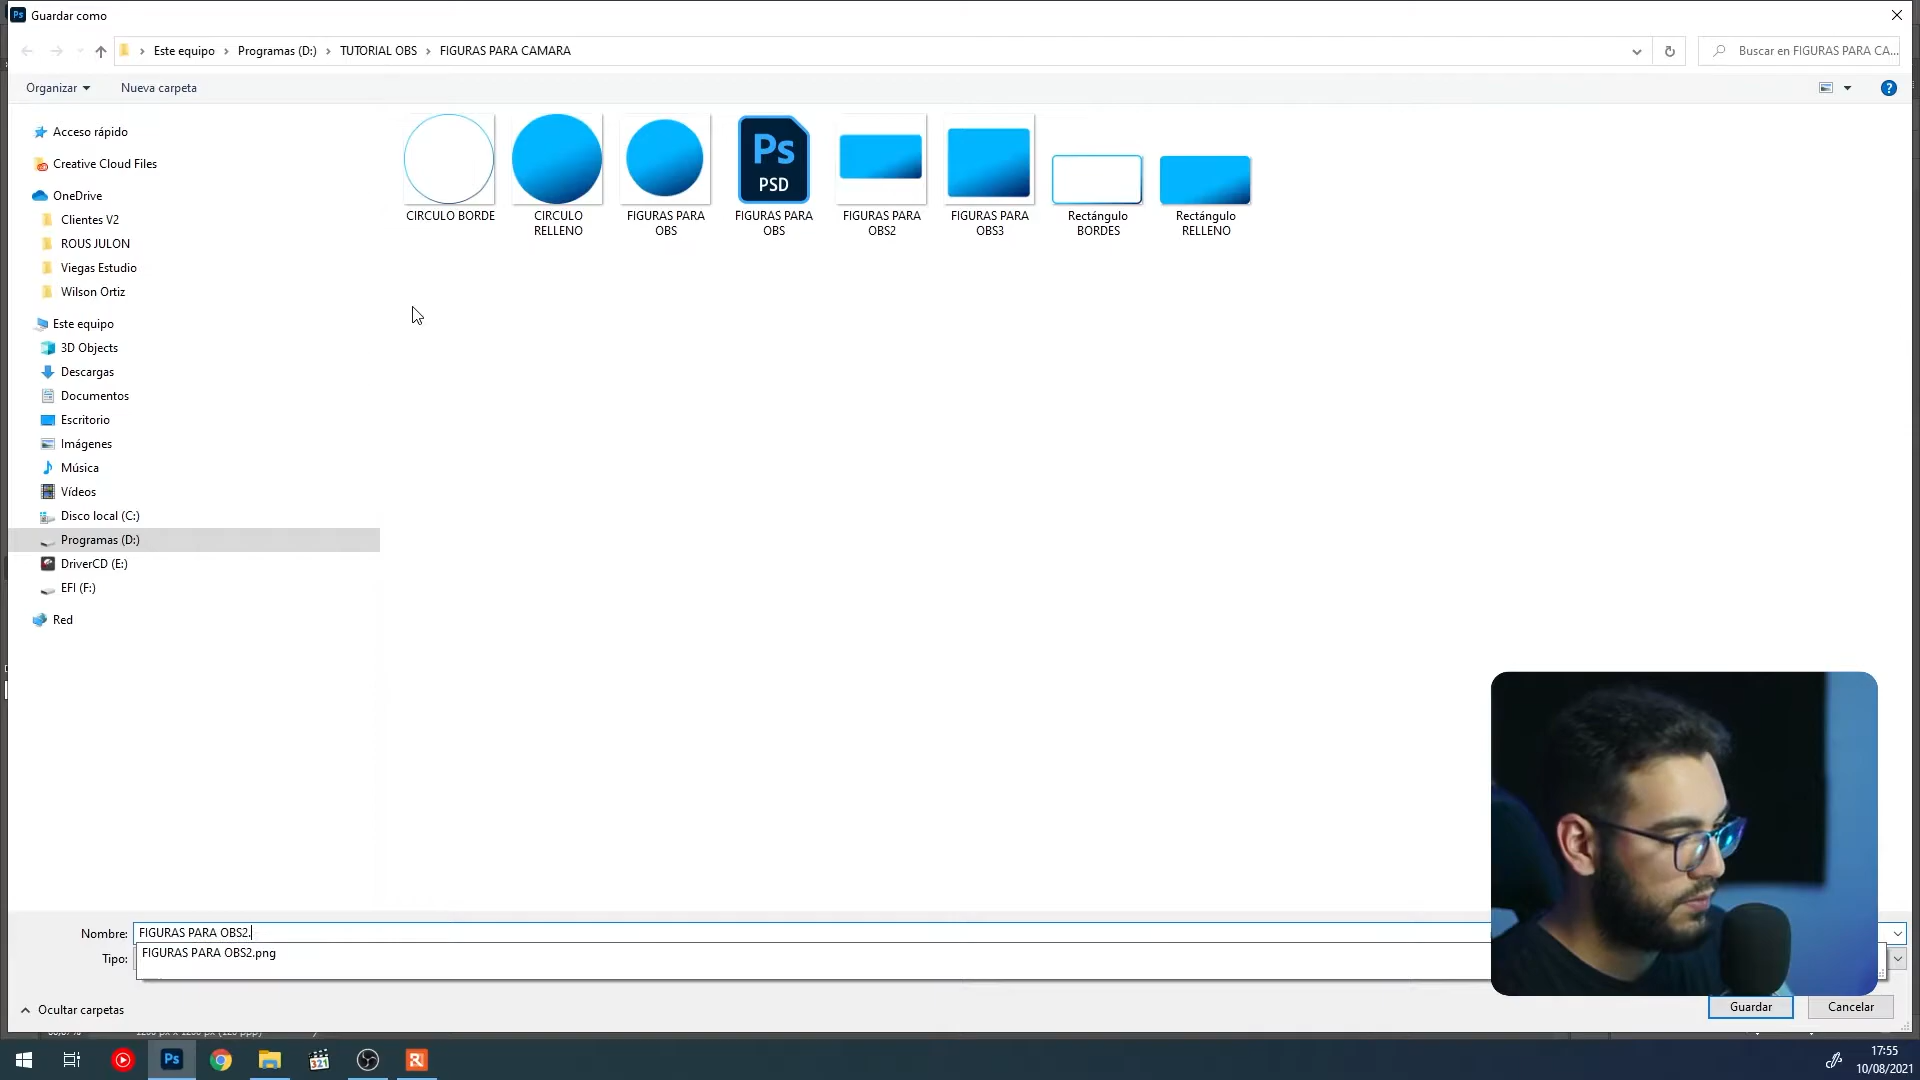 Ps Guardar como
Este equipo Programas (D:) TUTORIAL OBS FIGURAS PARA CAMARA
Buscar en FIGURAS PARA CA...
Organizar Nueva carpeta
Acceso rápido
Creative Cloud Files
OneDrive
Clientes V2
ROUS JULON
Viegas Estudio
Wilson Ortiz
Este equipo
3D Objects
Descargas
Documentos
Escritorio
Imágenes
Música
Vídeos
Disco local (C:)
Programas (D:)
DriverCD (E:)
EFI (F:)
Red
CIRCULO BORDE
CIRCULO
RELLENO
FIGURAS PARA
OBS
Ps
PSD
FIGURAS PARA
OBS
FIGURAS PARA
OBS2
FIGURAS PARA
OBS3
Rectángulo
BORDES
Rectángulo
RELLENO
Nombre: FIGURAS PARA OBS2.
FIGURAS PARA OBS2.png
Tipo:
Ocultar carpetas
Guardar Cancelar
Ps 321
17:55
10/08/2021